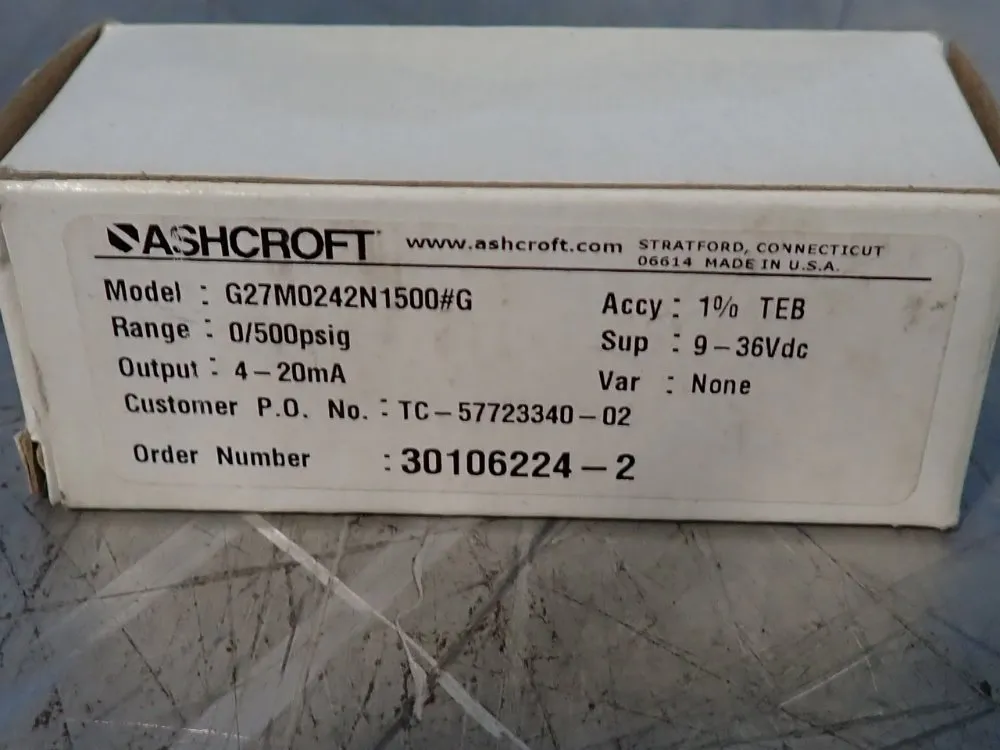 ASHCROFT www.ashcroft.com STRATFORD, CONNECTICUT
06614 MADE IN U.S.A.
Model : G27M0242N1500#G Accy : 1% TEB
Range : 0/500psig Sup : 9-36Vdc
Output : 4-20mA Var : None
Customer P.O. No. : TC-57723340-02
Order Number : 30106224-2